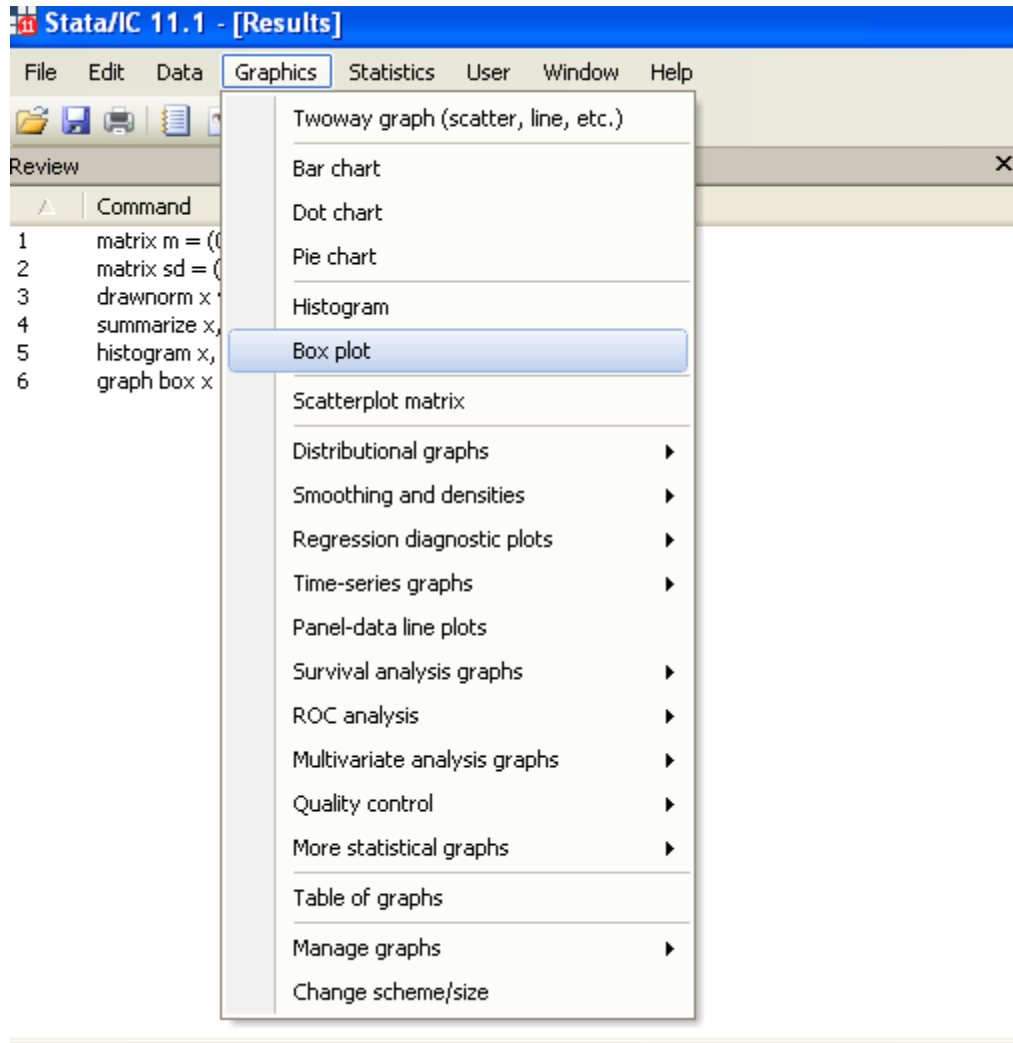 11 Stata/IC 11.1 - [Results]
File Edit Data Graphics Statistics User Window Help
Review
Command
1 matrix m = (
2 matrix sd = (
3 drawnorm x
4 summarize x,
5 histogram x,
6 graph box x
Twoway graph (scatter, line, etc.)
Bar chart
Dot chart
Pie chart
Histogram
Box plot
Scatterplot matrix
Distributional graphs
Smoothing and densities
Regression diagnostic plots
Time-series graphs
Panel-data line plots
Survival analysis graphs
ROC analysis
Multivariate analysis graphs
Quality control
More statistical graphs
Table of graphs
Manage graphs
Change scheme/size